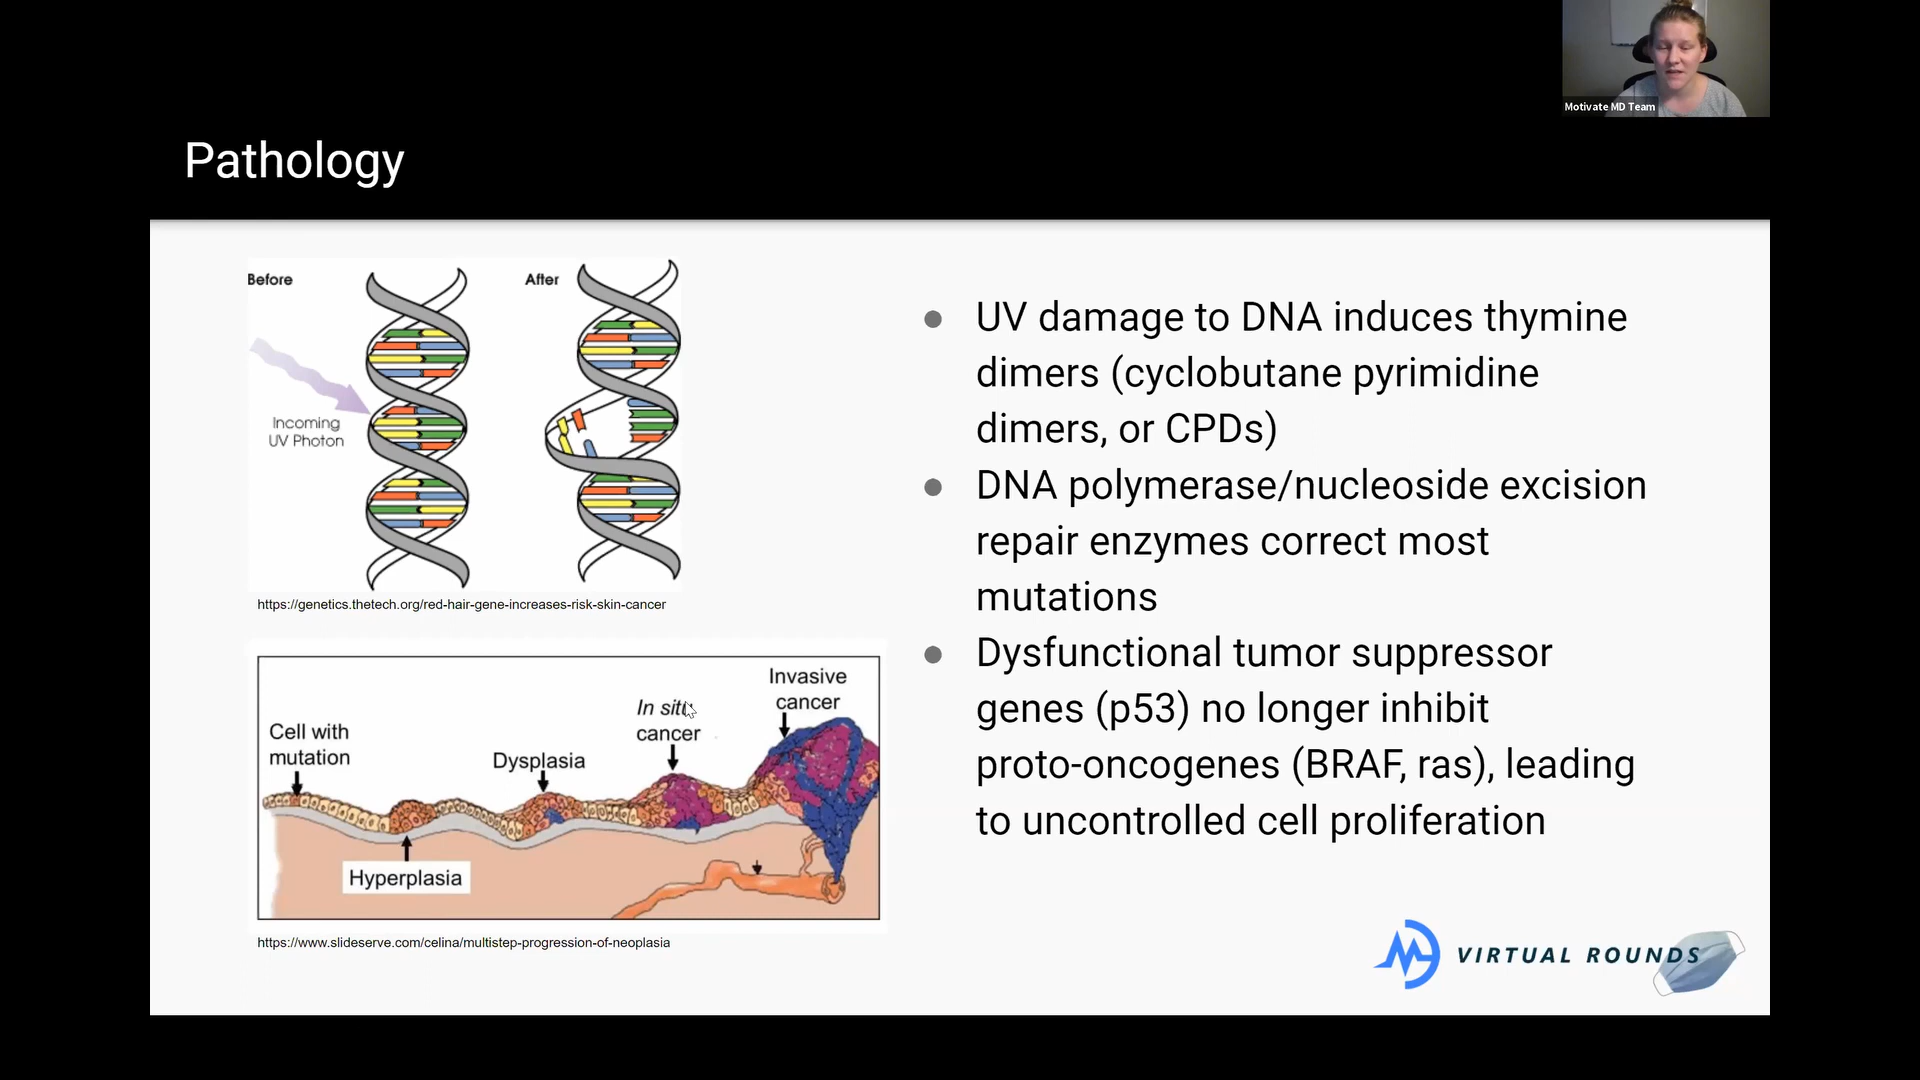 Motivate MD Team
Pathology
Before
After
Incoming
UV Photon
https://genetics.thetech.org/red-hair-gene-increases-risk-skin-cancer
Cell with
mutation
Hyperplasia
Dysplasia
In situ
cancer
Invasive
cancer
https://www.slideserve.com/celina/multistep-progression-of-neoplasia
UV damage to DNA induces thymine
dimers (cyclobutane pyrimidine
dimers, or CPDs)
DNA polymerase/nucleoside excision
repair enzymes correct most
mutations
Dysfunctional tumor suppressor
genes (p53) no longer inhibit
proto-oncogenes (BRAF, ras), leading
to uncontrolled cell proliferation
VIRTUAL ROUNDS